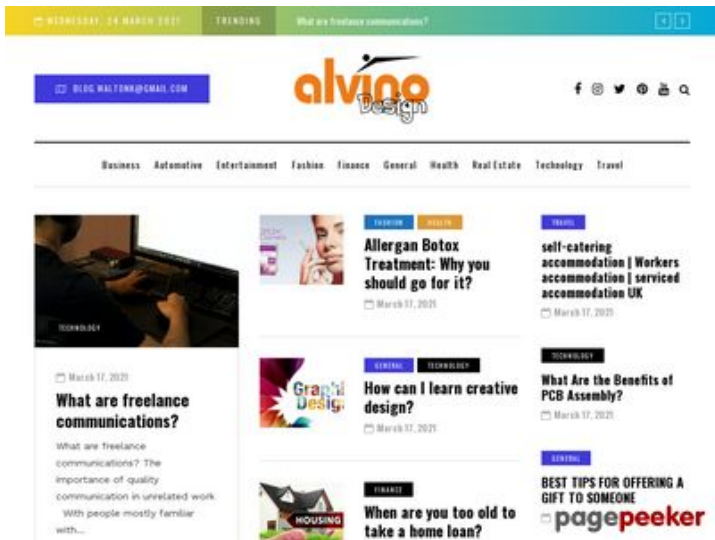 WEDNESDAY, 24 MARCH 2021
TRENDING
What are freelance communications?
BLOG.WALTONN@GMAIL.COM
alvino
Design
Business Automotive Entertainment Fashion Finance General Health Real Estate Technology Travel
TECHNOLOGY
March 17, 2021
What are freelance
communications?
What are freelance
communications? The
importance of quality
communication in unrelated work
With people mostly familiar
with...
FASHION HEALTH
Allergan Botox
Treatment: Why you
should go for it?
March 17, 2021
Graphi
Desig
GENERAL TECHNOLOGY
How can I learn creative
design?
March 17, 2021
HOUSING
FINANCE
When are you too old to
take a home loan?
TRAVEL
self-catering
accommodation | Workers
accommodation | serviced
accommodation UK
March 17, 2021
TECHNOLOGY
What Are the Benefits of
PCB Assembly?
March 17, 2021
GENERAL
BEST TIPS FOR OFFERING A
GIFT TO SOMEONE
pagepeeker